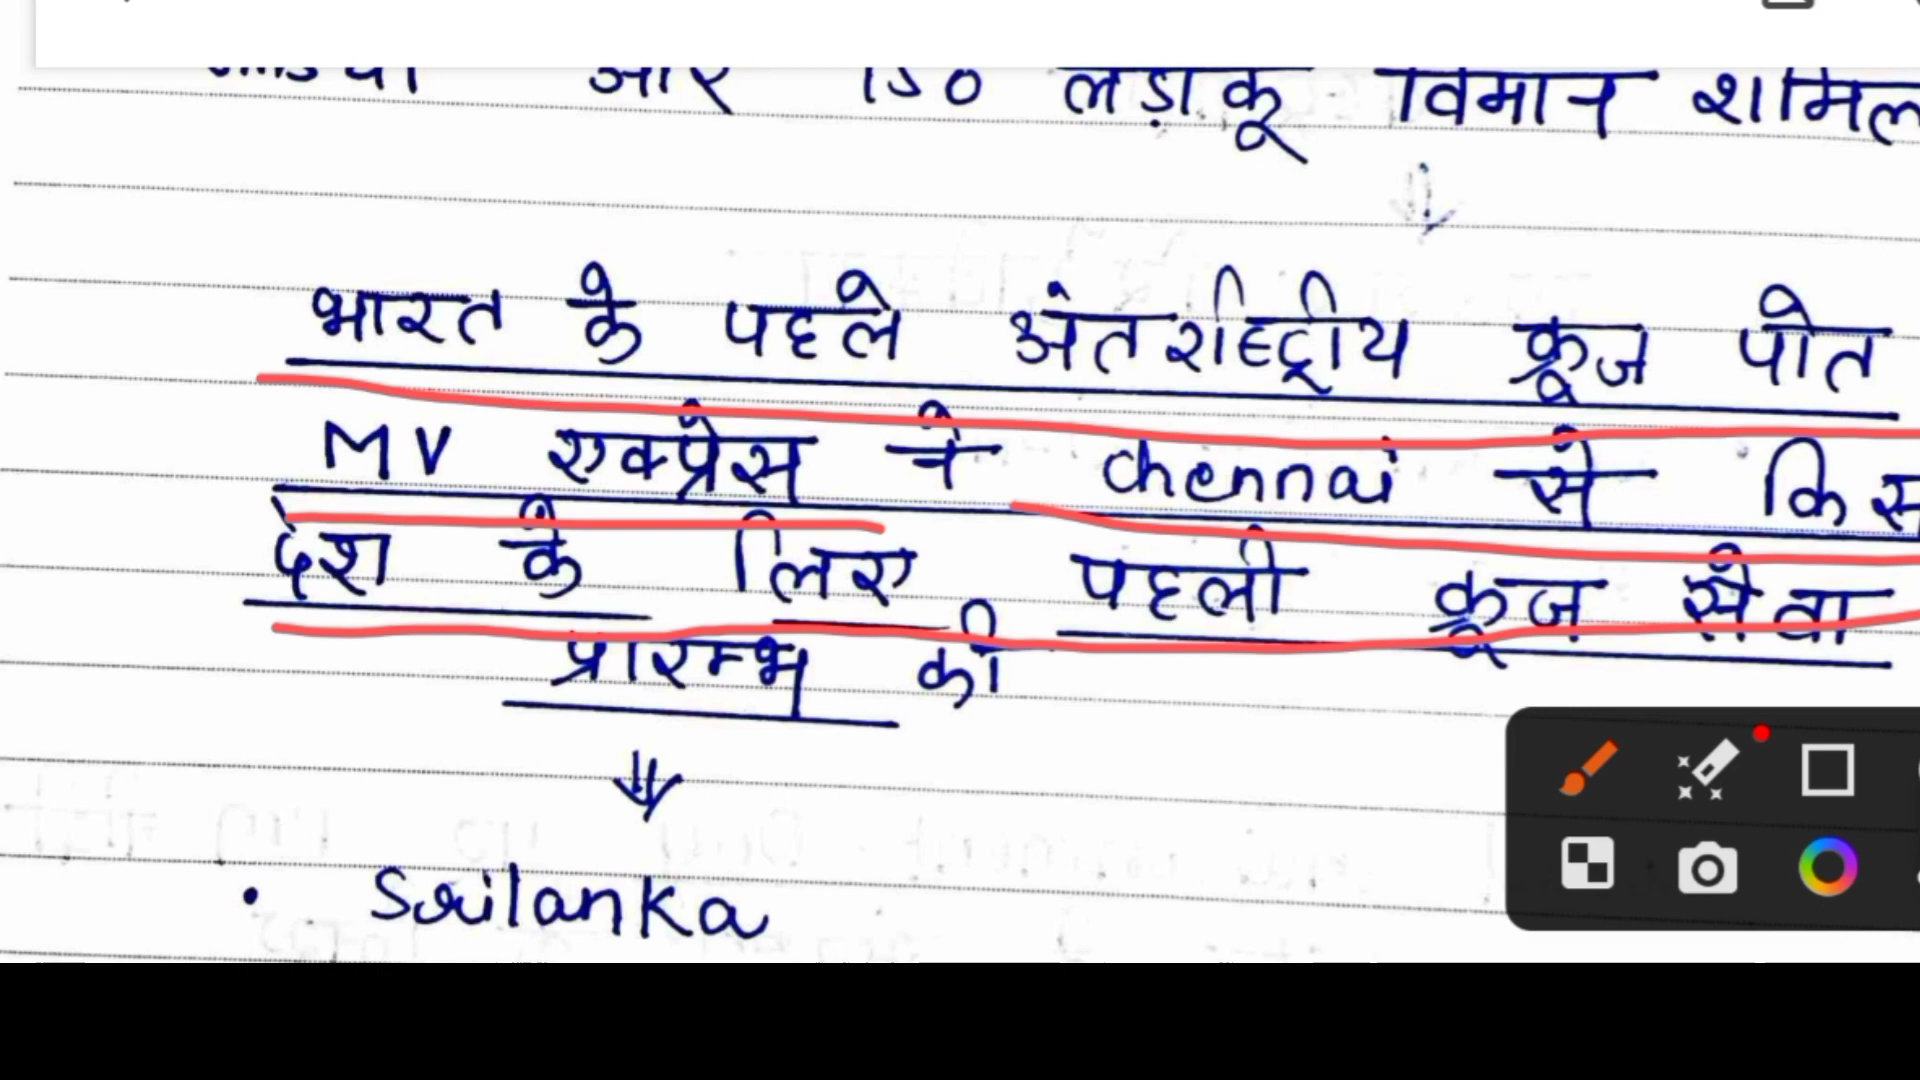 और 150 लड़ाकू विमान शामिल
भारत के पहले अंतर्राष्ट्रीय क्रूज पोत
MV एक्प्रेस ने Chennai से किस
देश के लिए पहली क्रूज सेवा
प्रारम्भ की
• Srilanka